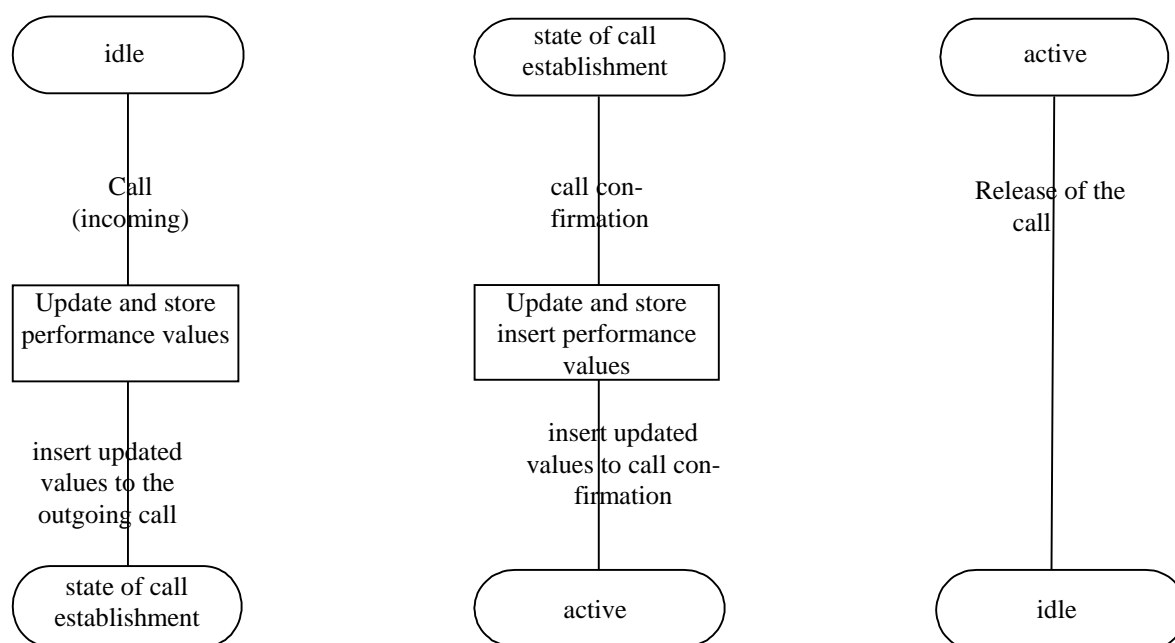 idle
Call
(incoming)
Update and store
performance values
insert updated
values to the
outgoing call
state of call
establishment
state of call
establishment
call con-
firmation
Update and store
insert performance
values
insert updated
values to call con-
firmation
active
active
Release of the
call
idle